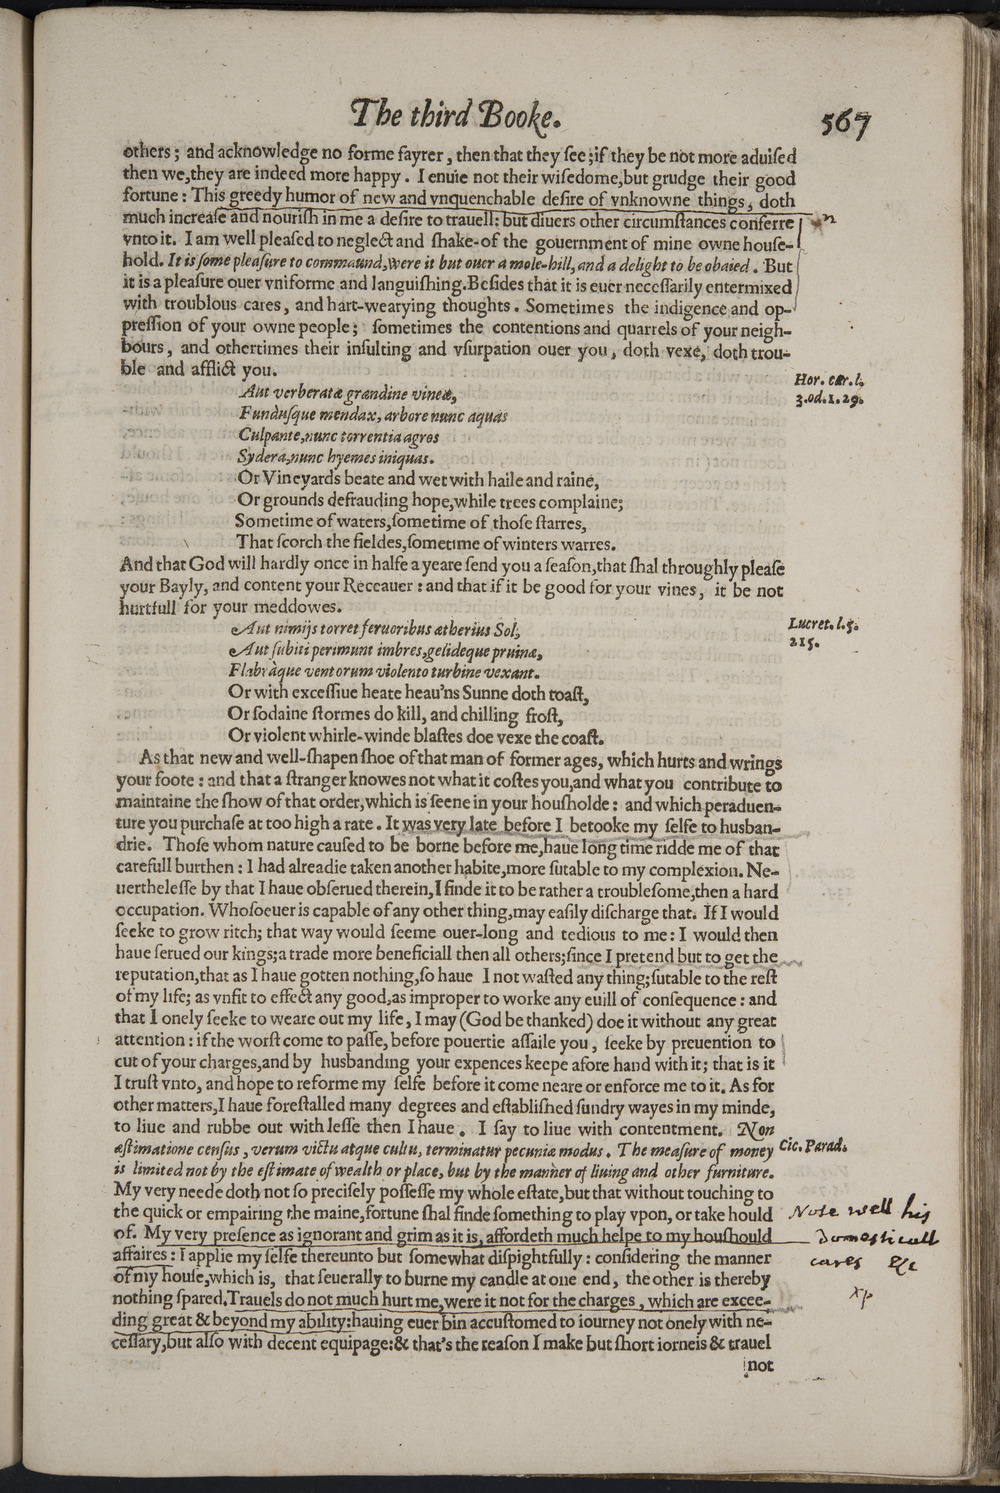 The third Booke. 567
others; and acknowledge no forme fayrer, then that they ſee; if they be not more aduiſed
then we, they are indeed more happy. I enuie not their wiſedome, but grudge their good
fortune: This greedy humor of new and vnquenchable deſire of vnknowne things, doth
much increaſe and nouriſh in me a deſire to trauell: but diuers other circumſtances conferre
vnto it. I am well pleaſed to neglect and ſhake-of the gouernment of mine owne houſe-
hold. It is ſome pleaſure to commaund, were it but ouer a mole-hill, and a delight to be obaied. But
it is a pleaſure ouer vniforme and languiſhing. Beſides that it is euer neceſſarily entermixed
with troublous cares, and hart-wearying thoughts. Sometimes the indigence and op-
preſſion of your owne people; ſometimes the contentions and quarrels of your neigh-
bours, and othertimes their inſulting and vſurpation ouer you, doth vexe, doth trou-
ble and afflict you.
Hor. car. l.
3. od. 1. 29.
Aut verberatæ grandine vineæ,
Fundúſque mendax, arbore nunc aquas
Culpante, nunc torrentia agros
Sydera, nunc hyemes iniquas.
Or Vineyards beate and wet with haile and raine,
Or grounds defrauding hope, while trees complaine;
Sometime of waters, ſometime of thoſe ſtarres,
That ſcorch the fieldes, ſometime of winters warres.
And that God will hardly once in halfe a yeare ſend you a ſeaſon, that ſhal throughly pleaſe
your Bayly, and content your Receauer: and that if it be good for your vines, it be not
hurtfull for your meddowes.
Lucret. l. 5.
215.
Aut nimijs torret feruoribus ætherius Sol,
Aut ſubiti perimunt imbres, gelideque pruinæ,
Flabráque ventorum violento turbine vexant.
Or with exceſſiue heate heau'ns Sunne doth toaſt,
Or ſodaine ſtormes do kill, and chilling froſt,
Or violent whirle-winde blaſtes doe vexe the coaſt.
As that new and well-ſhapen ſhoe of that man of former ages, which hurts and wrings
your foote: and that a ſtranger knowes not what it coſtes you, and what you contribute to
maintaine the ſhow of that order, which is ſeene in your houſholde: and which peraduen-
ture you purchaſe at too high a rate. It was very late before I betooke my ſelfe to husban-
drie. Thoſe whom nature cauſed to be borne before me, haue long time ridde me of that
carefull burthen: I had alreadie taken another habite, more ſutable to my complexion. Ne-
uertheleſſe by that I haue obſerued therein, I finde it to be rather a troubleſome, then a hard
occupation. Whoſoeuer is capable of any other thing, may eaſily diſcharge that. If I would
ſeeke to grow ritch; that way would ſeeme ouer-long and tedious to me: I would then
haue ſerued our kings; a trade more beneficiall then all others; ſince I pretend but to get the
reputation, that as I haue gotten nothing, ſo haue I not waſted any thing; ſutable to the reſt
of my life; as vnfit to effect any good, as improper to worke any euill of conſequence: and
that I onely ſeeke to weare out my life, I may (God be thanked) doe it without any great
attention: if the worſt come to paſſe, before pouertie aſſaile you, ſeeke by preuention to
cut of your charges, and by husbanding your expences keepe afore hand with it; that is it
I truſt vnto, and hope to reforme my ſelfe before it come neare or enforce me to it. As for
other matters, I haue foreſtalled many degrees and eſtabliſhed ſundry wayes in my minde,
to liue and rubbe out with leſſe then I haue. I ſay to liue with contentment. Non
æſtimatione cenſus, verum victu atque cultu, terminatur pecuniæ modus. The meaſure of money
Cic. Parad.
is limited not by the eſtimate of wealth or place, but by the manner of liuing and other furniture.
My very neede doth not ſo preciſely poſſeſſe my whole eſtate, but that without touching to
the quick or empairing the maine, fortune ſhal finde ſomething to play vpon, or take hould
of. My very preſence as ignorant and grim as it is, affordeth much helpe to my houſhould
affaires: I applie my ſelfe thereunto but ſomewhat diſpightfully: conſidering the manner
of my houſe, which is, that ſeuerally to burne my candle at one end, the other is thereby
nothing ſpared. Trauels do not much hurt me, were it not for the charges, which are excee-
ding great & beyond my ability: hauing euer bin accuſtomed to iourney not onely with ne-
ceſſary, but alſo with decent equipage: & that's the reaſon I make but ſhort iorneis & trauel
not
Note well his
domesticall
cares &c